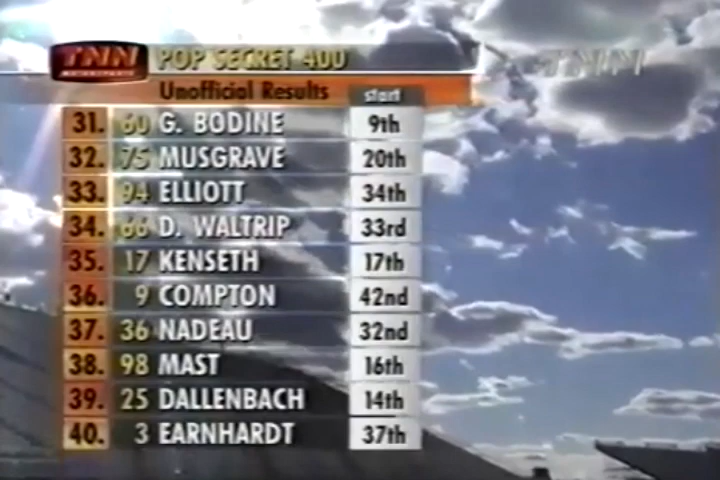 TNN POP SECRET 400 TNN
MOTORSPORTS
Unofficial Results start
31. 60 G. BODINE 9th
32. 75 MUSGRAVE 20th
33. 94 ELLIOTT 34th
34. 66 D. WALTRIP 33rd
35. 17 KENSETH 17th
36. 9 COMPTON 42nd
37. 36 NADEAU 32nd
38. 98 MAST 16th
39. 25 DALLENBACH 14th
40. 3 EARNHARDT 37th